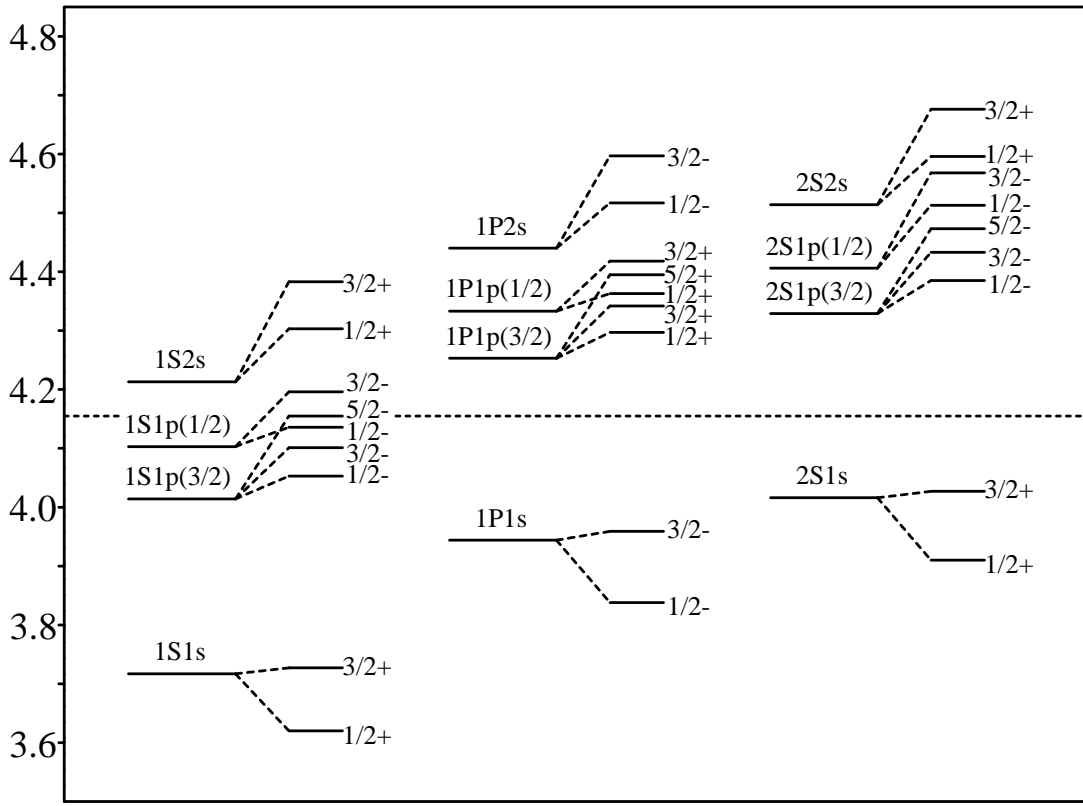 4.8
4.6
4.4
4.2
4.0
3.8
3.6
1S2s
3/2+
1/2+
1S1p(1/2)
3/2-
5/2-
1/2-
1S1p(3/2)
3/2-
1/2-
1S1s
3/2+
1/2+
1P2s
3/2-
1/2-
1P1p(1/2)
3/2+
5/2+
1/2+
1P1p(3/2)
3/2+
1/2+
1P1s
3/2-
1/2-
2S2s
3/2+
1/2+
3/2-
2S1p(1/2)
1/2-
5/2-
2S1p(3/2)
3/2-
1/2-
2S1s
3/2+
1/2+